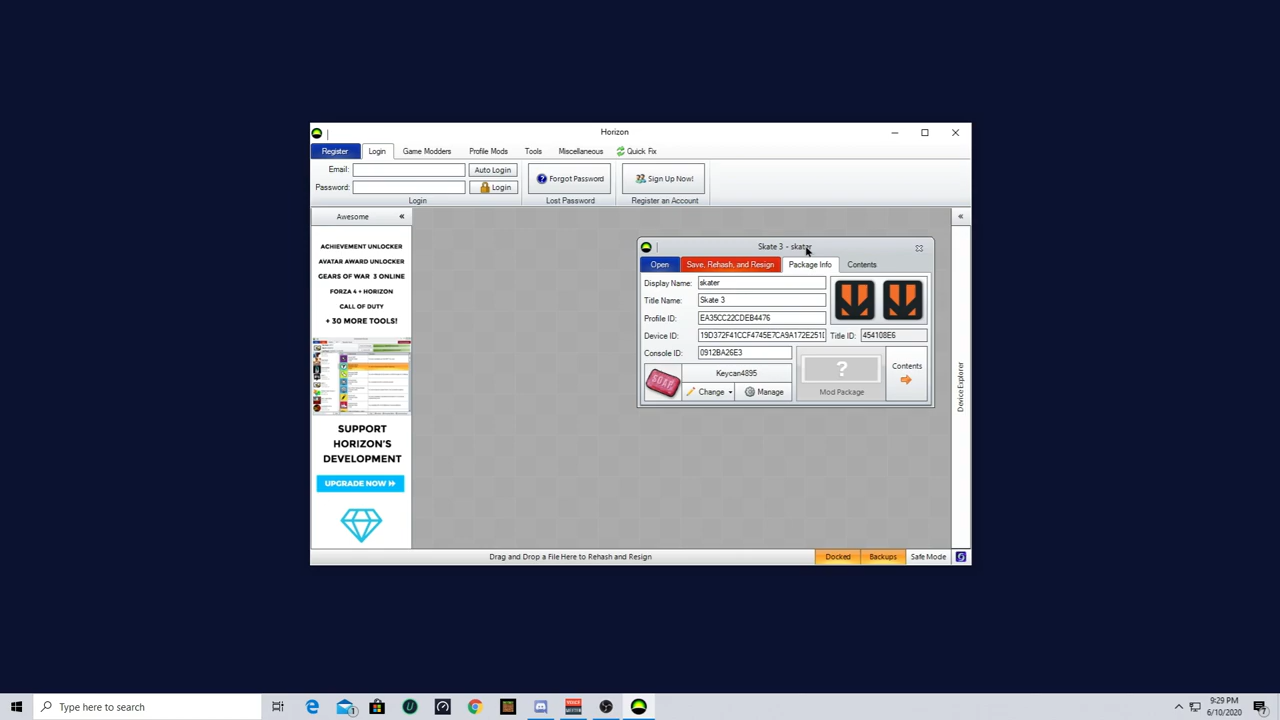 Horizon
Register Login Game Modders Profile Mods Tools Miscellaneous Quick Fix
Email: Auto Login
Password: Login
Forgot Password
Sign Up Now!
Login Lost Password Register an Account
Awesome «
«
ACHIEVEMENT UNLOCKER
AVATAR AWARD UNLOCKER
GEARS OF WAR 3 ONLINE
FORZA 4 + HORIZON
CALL OF DUTY
+ 30 MORE TOOLS!
SUPPORT
HORIZON'S
DEVELOPMENT
UPGRADE NOW
Skate 3 - skater
Open Save, Rehash, and Resign Package Info Contents
Display Name: skater
Title Name: Skate 3
Profile ID: EA35CC22CDEB4476
Device ID: Title ID: 454108E6
Console ID: 0912BA26E3
SOAP
Keycan4895
Change Manage
?
Mod Package
Contents
Device Explorer
Drag and Drop a File Here to Rehash and Resign
Docked Backups Safe Mode
Type here to search
9:29 PM
6/10/2020